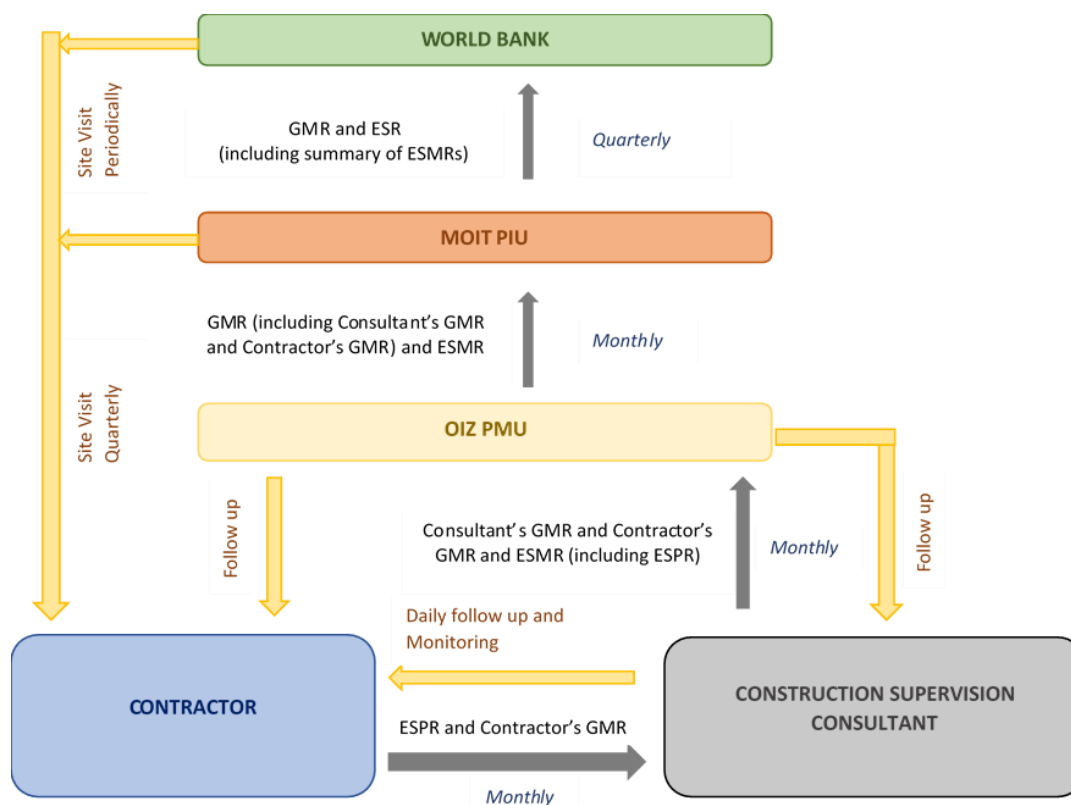 WORLD BANK
Site Visit
Periodically
GMR and ESR
(including summary of ESMRs)
Quarterly
MOIT PIU
GMR (including Consultant's GMR
and Contractor's GMR) and ESMR
Monthly
Site Visit
Quarterly
OIZ PMU
Follow up
Consultant's GMR and Contractor's
GMR and ESMR (including ESPR)
Monthly
Follow up
Daily follow up and
Monitoring
CONTRACTOR
CONSTRUCTION SUPERVISION
CONSULTANT
ESPR and Contractor's GMR
Monthly